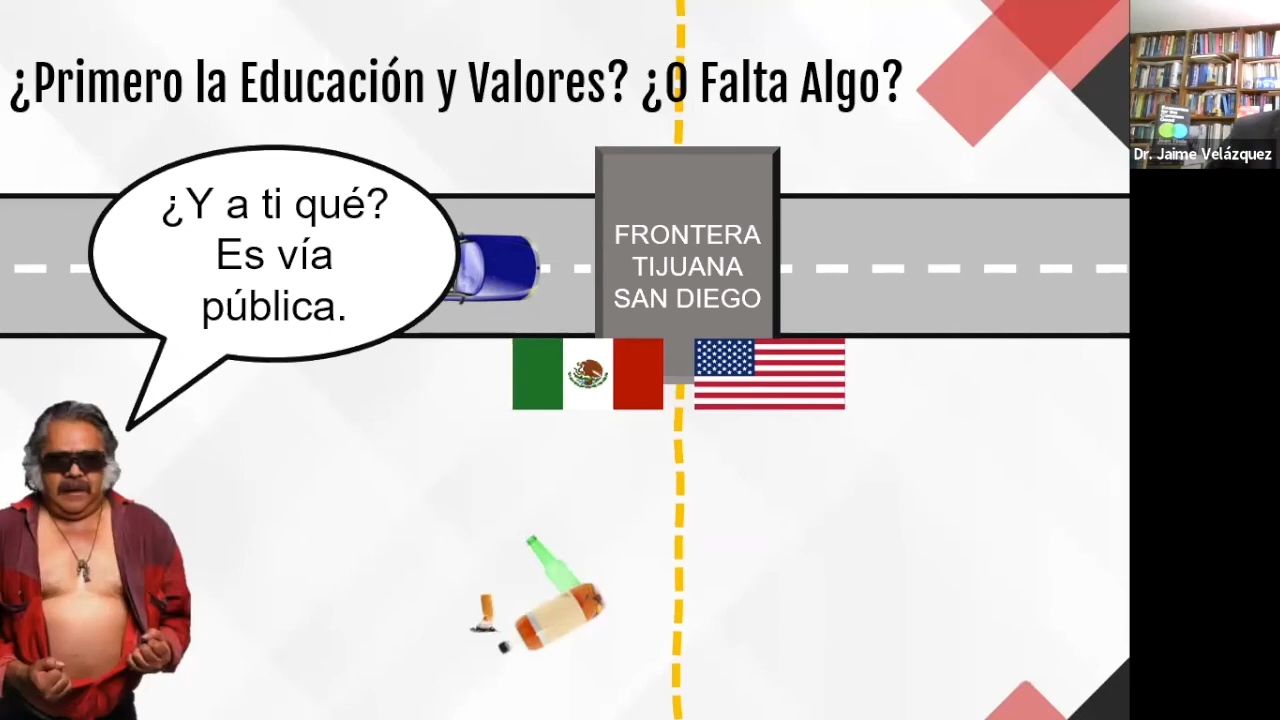 ¿Primero la Educación y Valores? ¿O Falta Algo?
Dr. Jaime Velázquez
¿Y a ti qué?
Es vía
pública.
FRONTERA
TIJUANA
SAN DIEGO